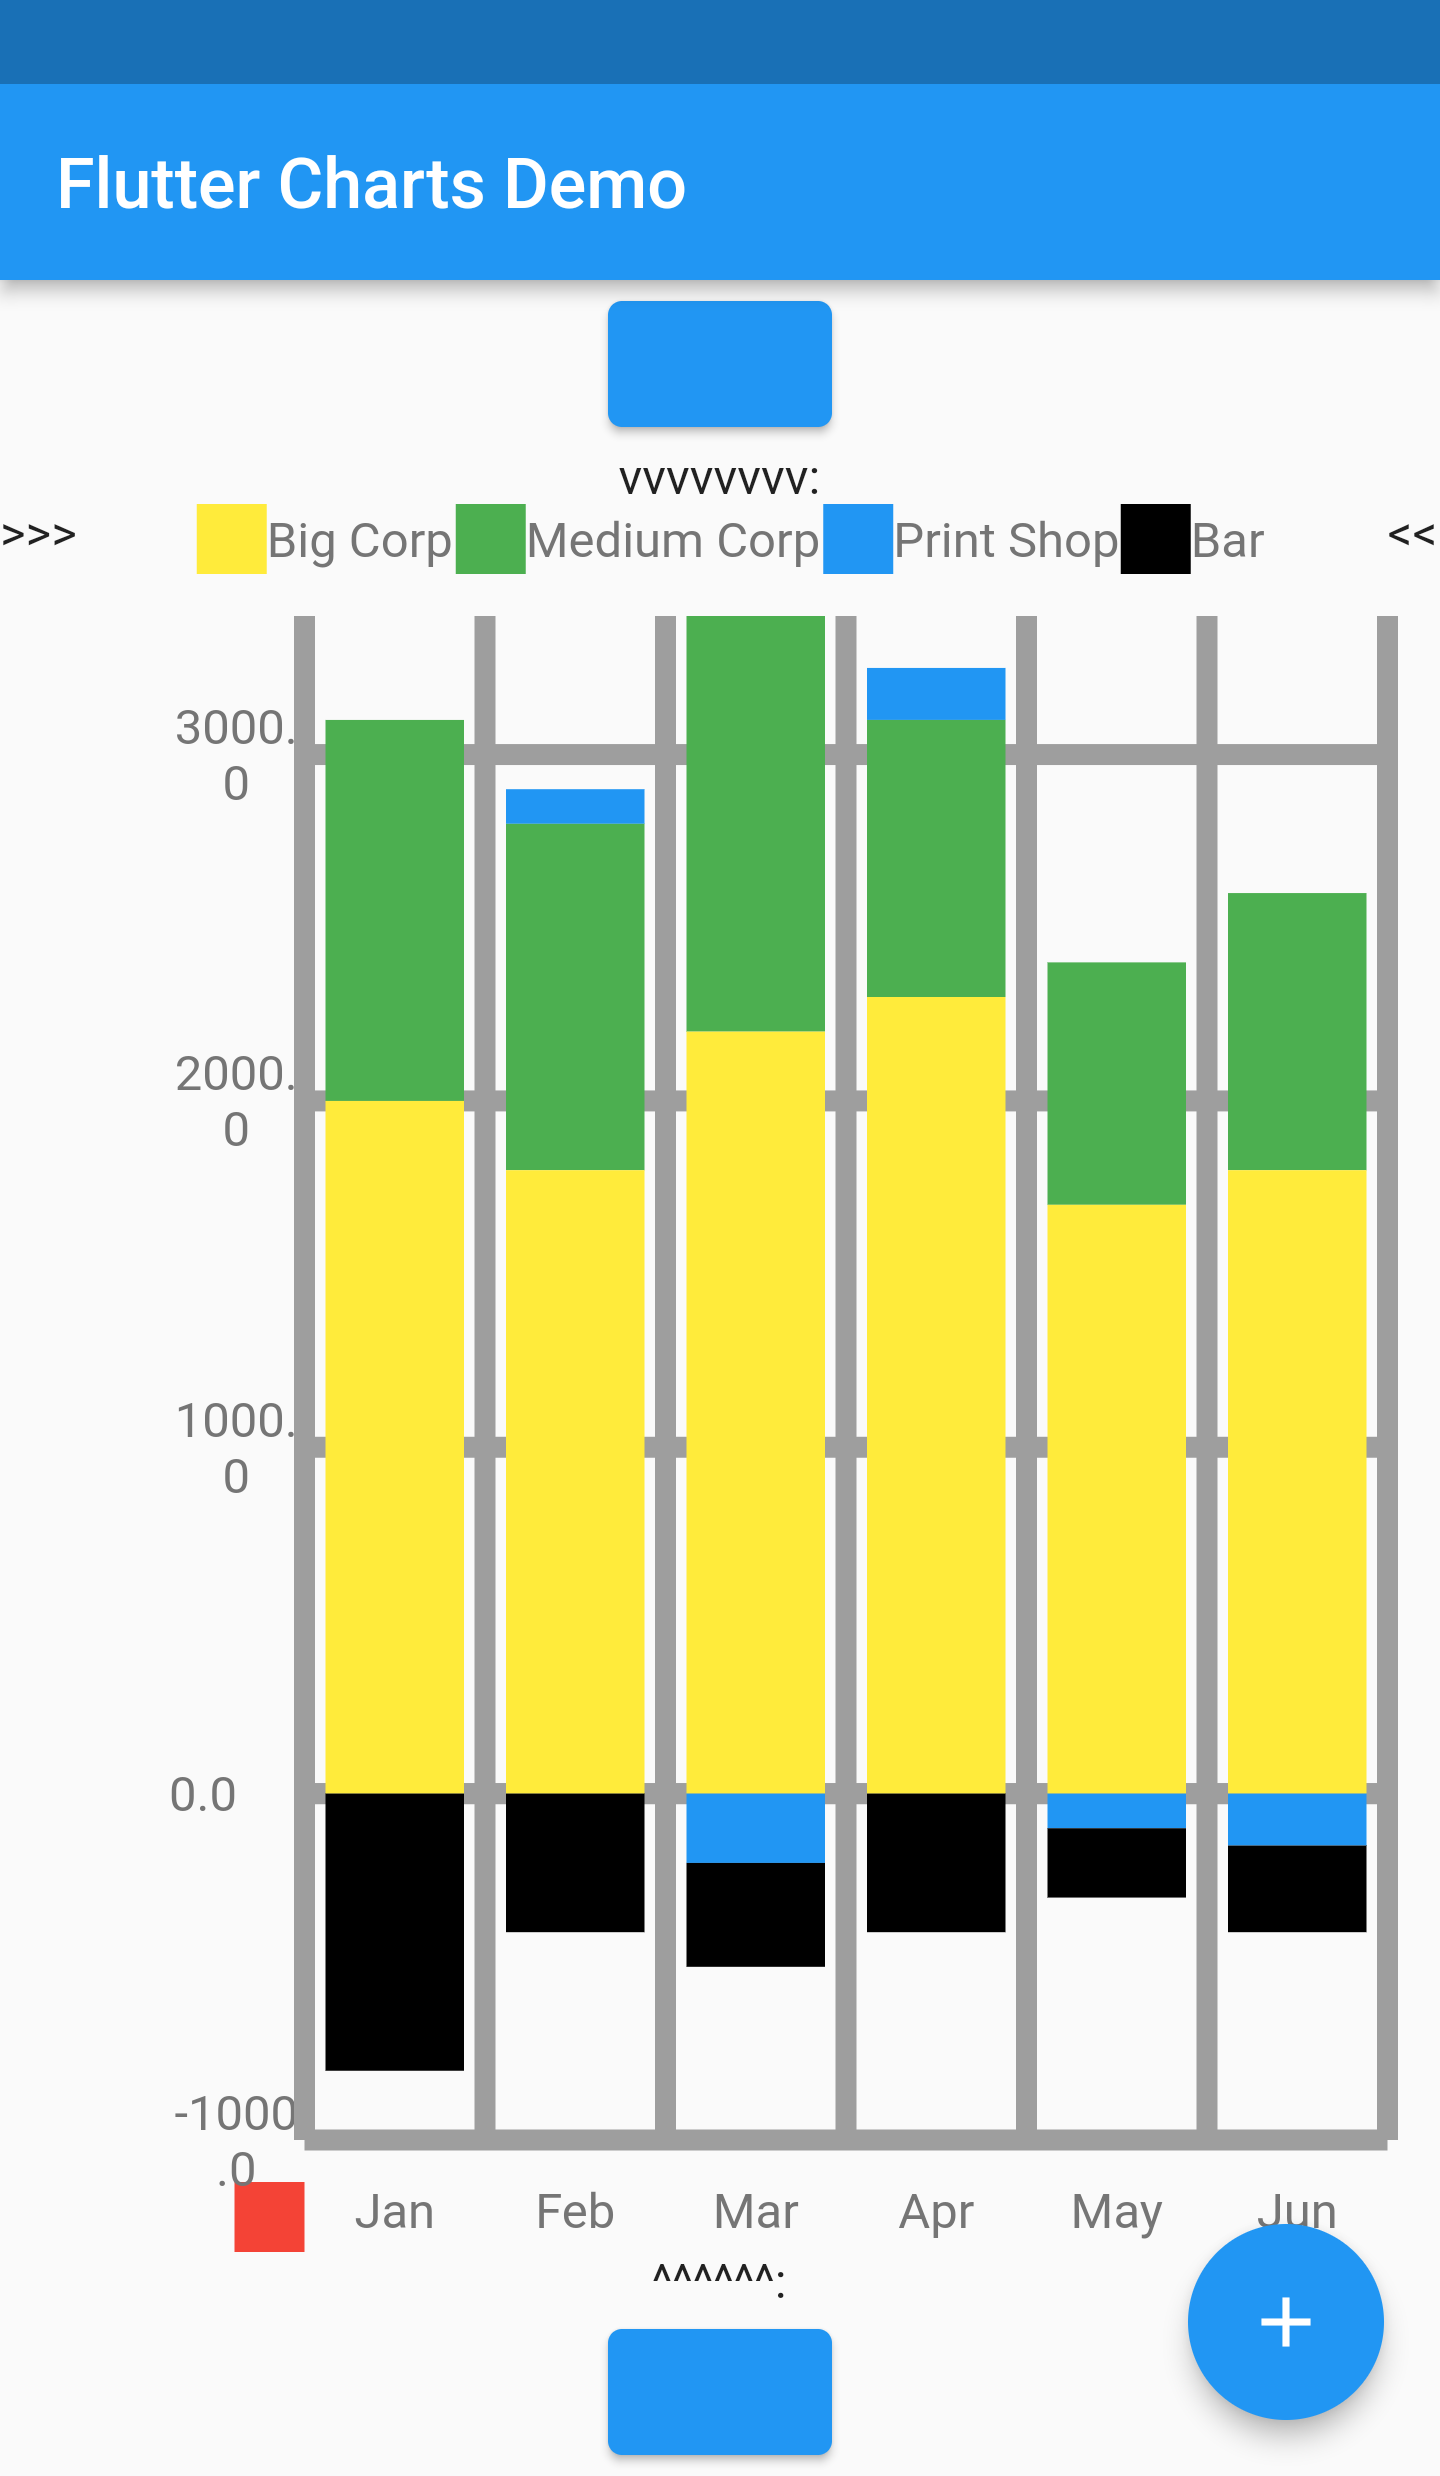 Flutter Charts Demo
vvvvvvvv:
>>> Big Corp Medium Corp Print Shop Bar <<
3000.
0
2000.
0
1000.
0
0.0
-1000
.0
Jan Feb Mar Apr May Jun
^^^^^^:
+